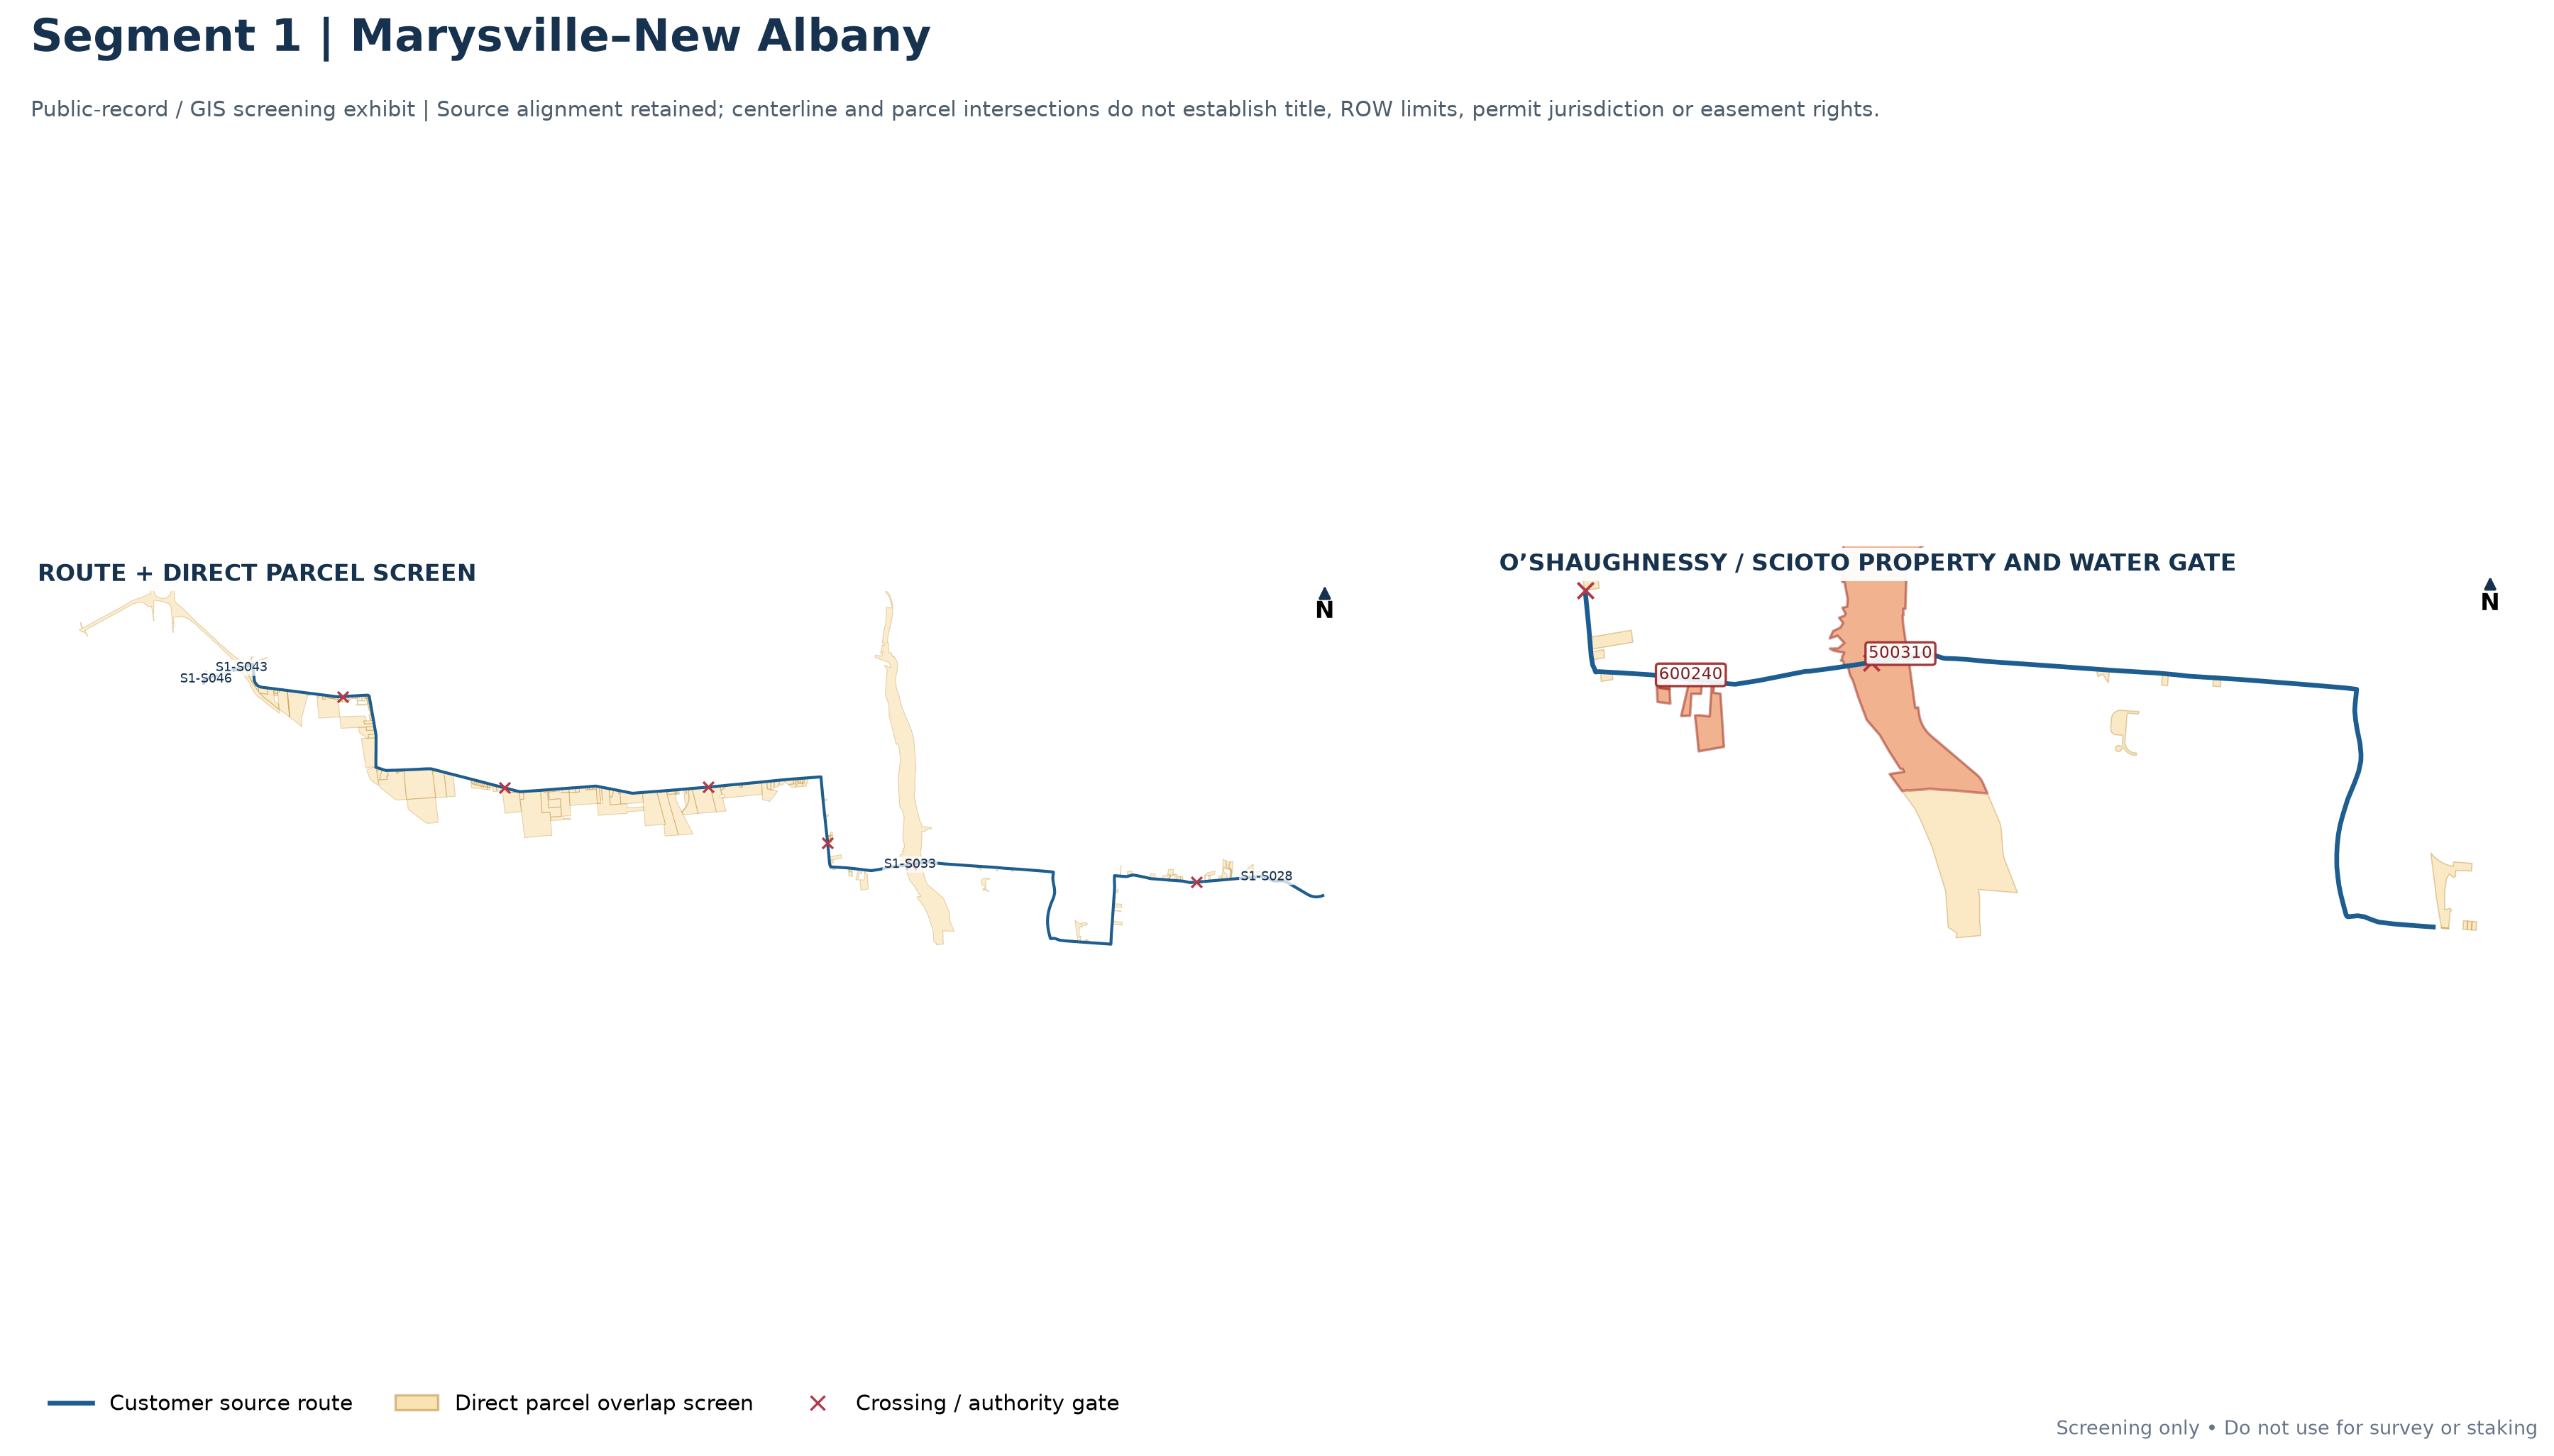 Segment 1 | Marysville–New Albany
Public-record / GIS screening exhibit | Source alignment retained; centerline and parcel intersections do not establish title, ROW limits, permit jurisdiction or easement rights.
ROUTE + DIRECT PARCEL SCREEN
N
S1-S043
S1-S046
S1-S033
S1-S028
O’SHAUGHNESSY / SCIOTO PROPERTY AND WATER GATE
N
500310
600240
Customer source route
Direct parcel overlap screen
Crossing / authority gate
Screening only • Do not use for survey or staking